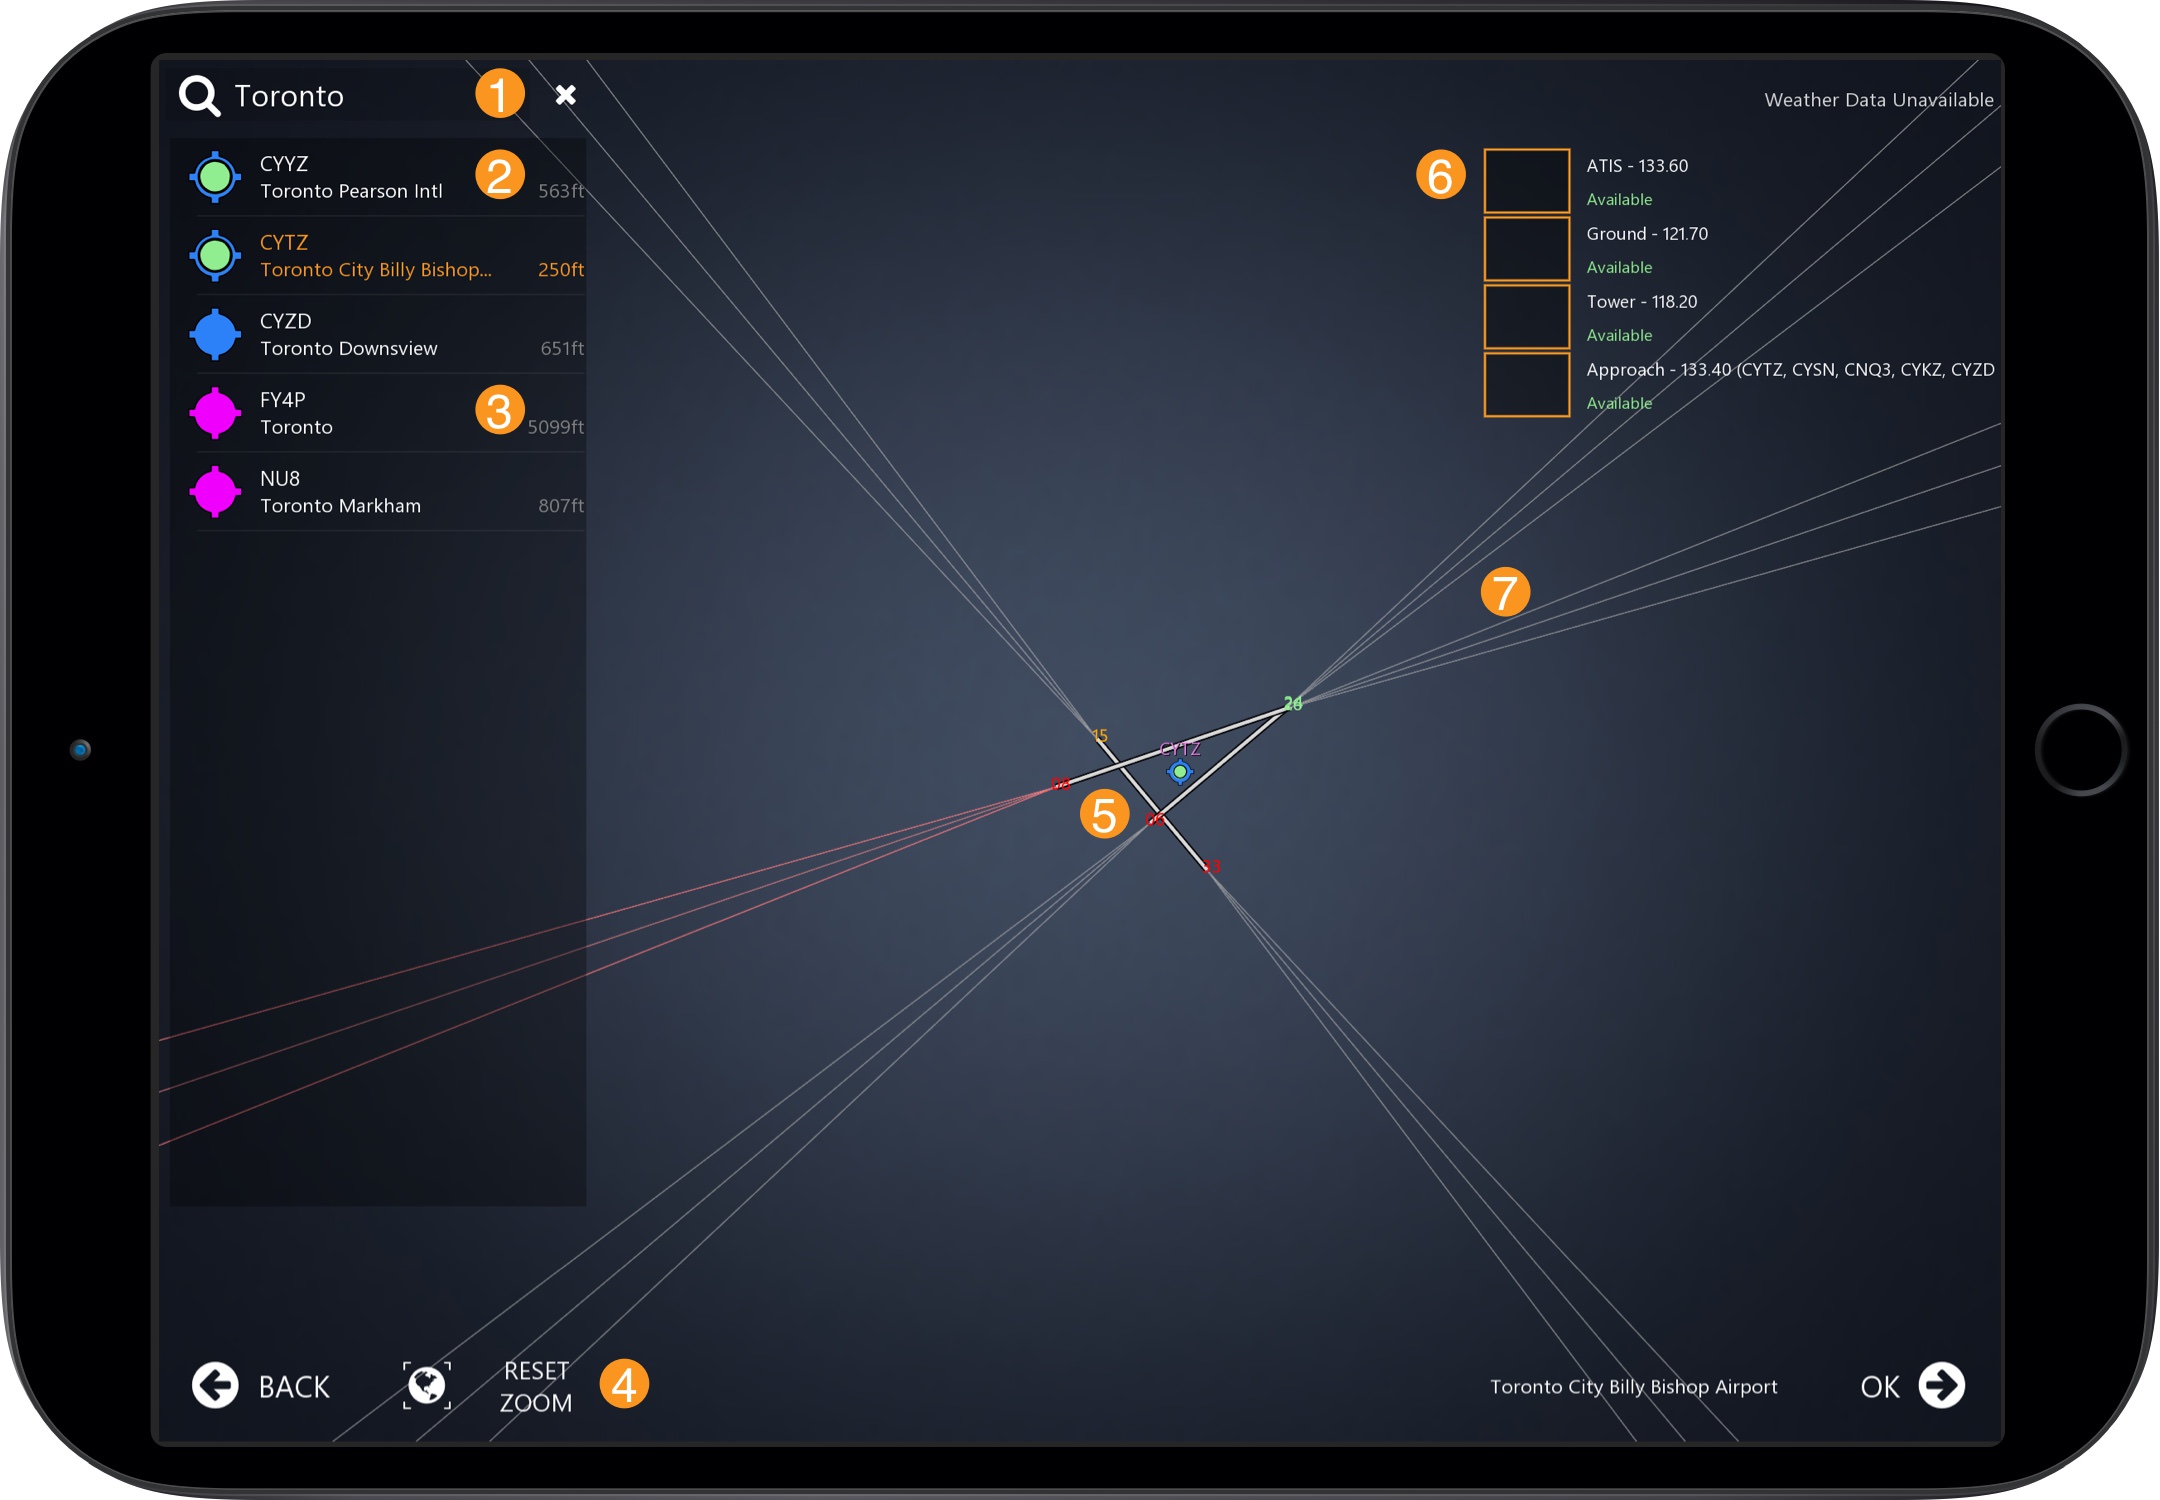 Toronto
1
Weather Data Unavailable
CYYZ
Toronto Pearson Intl
563ft
2
CYTZ
Toronto City Billy Bishop...
250ft
CYZD
Toronto Downsview
651ft
FY4P
Toronto
5099ft
3
NU8
Toronto Markham
807ft
6
ATIS - 133.60
Available
Ground - 121.70
Available
Tower - 118.20
Available
Approach - 133.40 (CYTZ, CYSN, CNQ3, CYKZ, CYZD
Available
7
15
CYTZ
08
5
06
33
BACK
RESET
ZOOM
4
Toronto City Billy Bishop Airport
OK